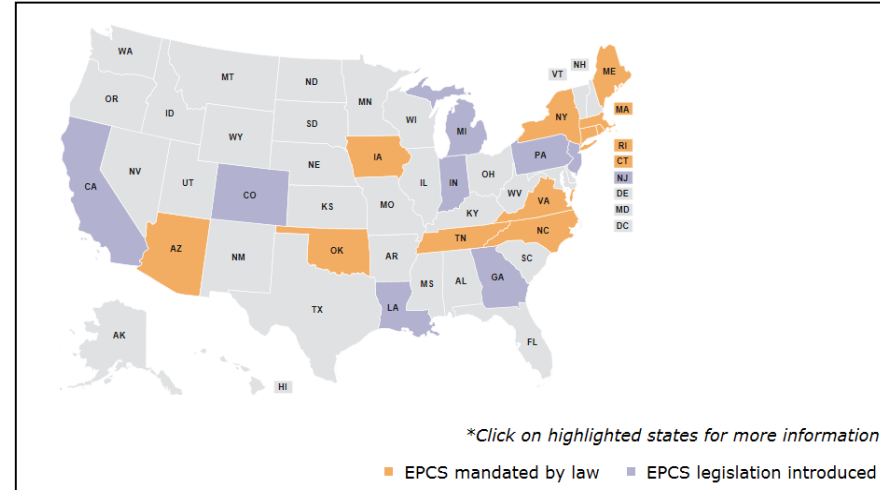 WA
MT
ND
MN
VT
NH
ME
OR
ID
SD
WI
MI
NY
MA
WY
RI
CT
NJ
DE
MD
DC
NV
UT
NE
IA
IL
IN
OH
PA
WV
VA
CA
CO
KS
MO
KY
AZ
NM
OK
AR
TN
NC
SC
MS
AL
GA
LA
TX
FL
AK
HI
*Click on highlighted states for more information
EPCS mandated by law EPCS legislation introduced